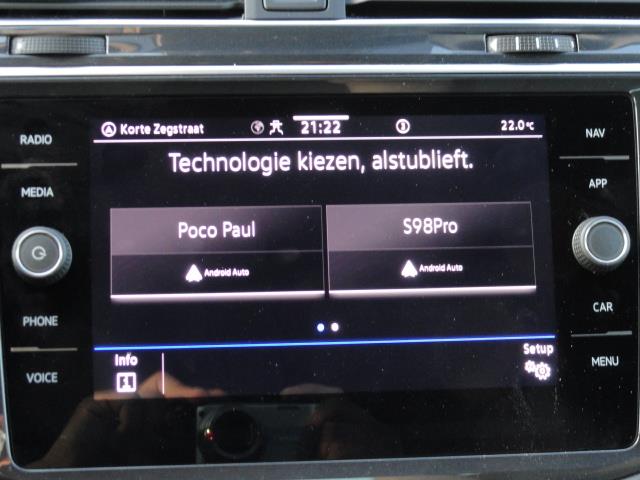 RADIO
MEDIA
PHONE
VOICE
Korte Zegstraat
21:22
22.0°C
Technologie kiezen, alstublieft.
Poco Paul
Android Auto
S98Pro
Android Auto
Info
Setup
NAV
APP
CAR
MENU